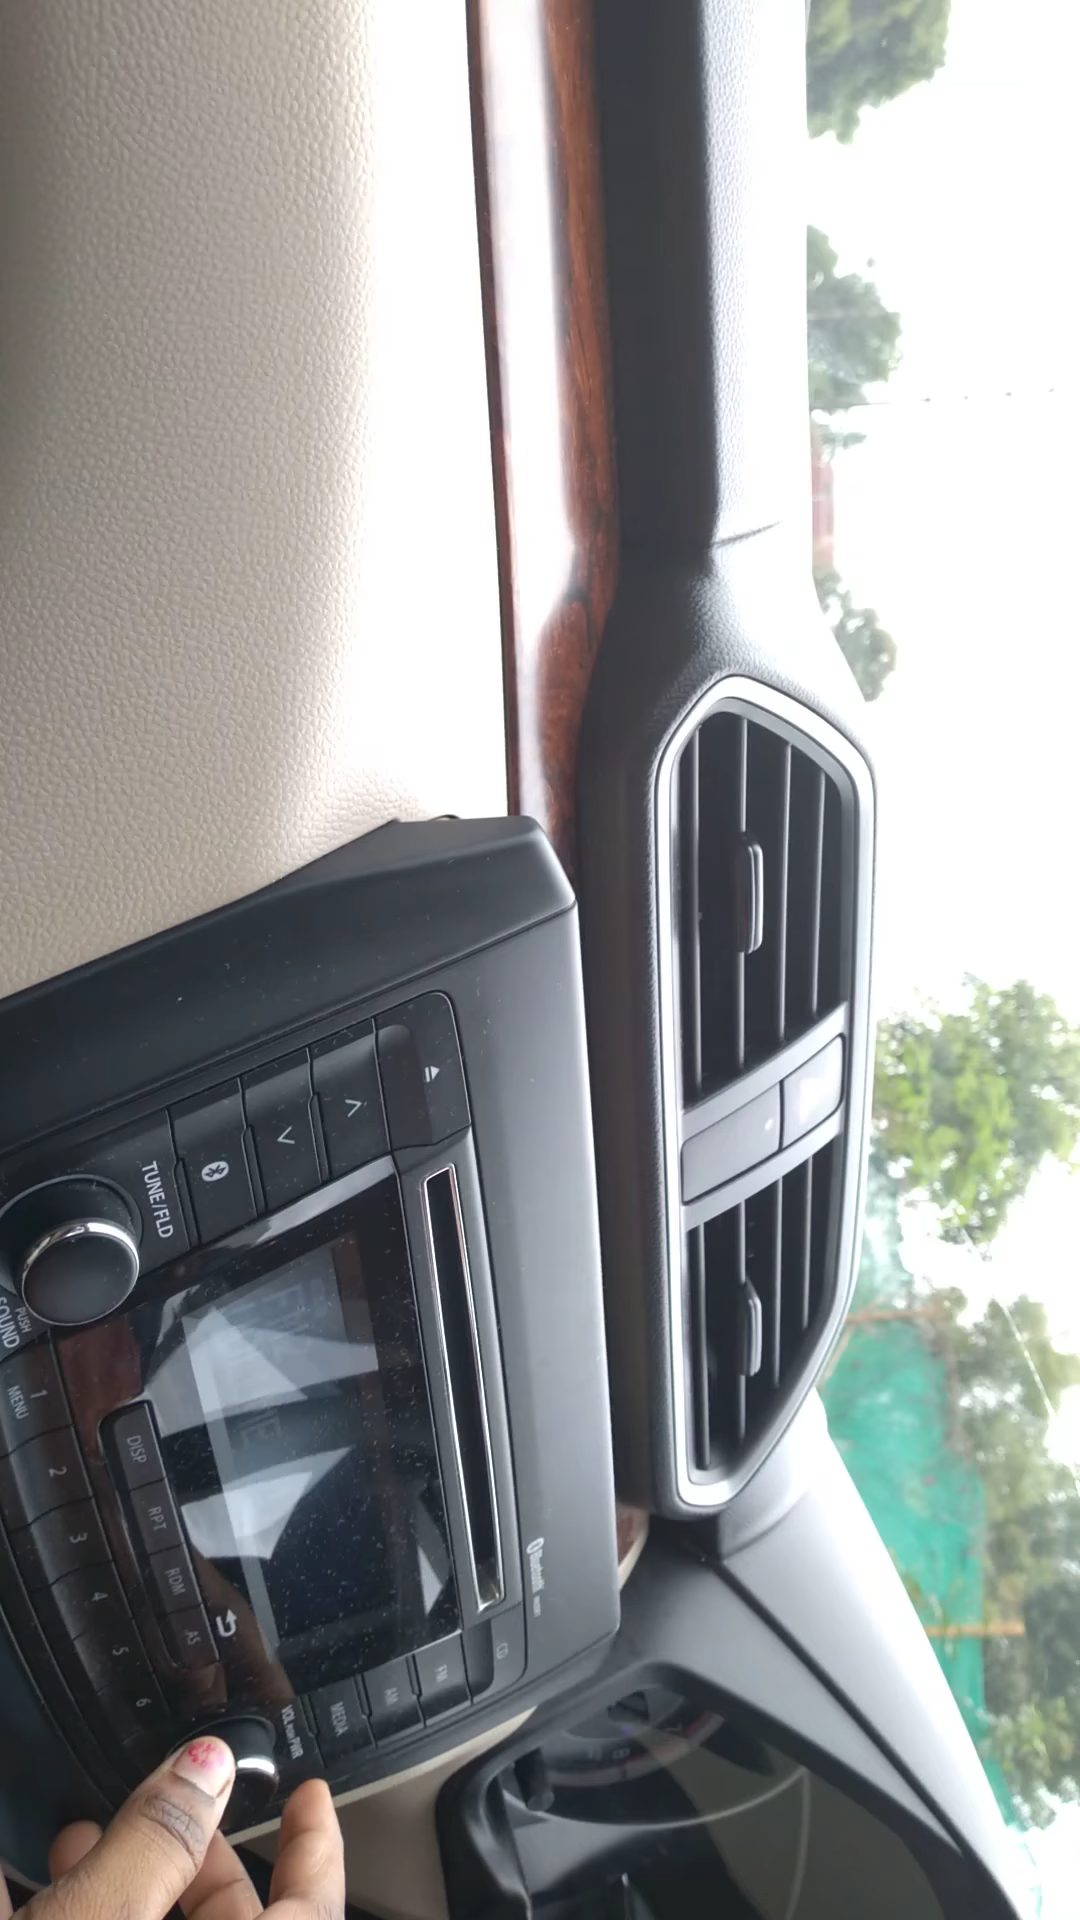 Bluetooth
CD
FM
AM
MEDIA
VOL PUSH PWR
TUNE/FLD
PUSH
SOUND
DISP
RPT
RDM
AS
1
MENU
2
3
4
5
6